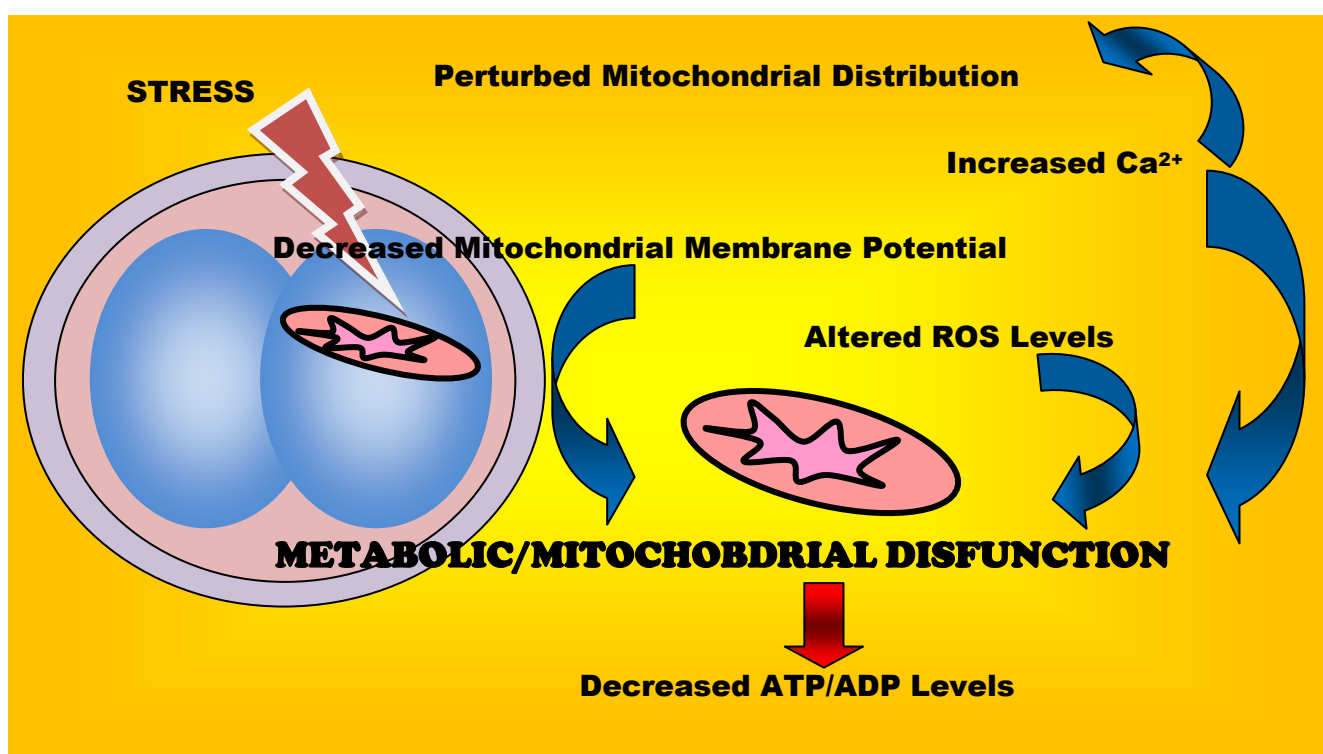 Perturbed Mitochondrial Distribution
STRESS
Increased Ca²⁺
Decreased Mitochondrial Membrane Potential
Altered ROS Levels
METABOLIC/MITOCHOBDRIAL DISFUNCTION
Decreased ATP/ADP Levels